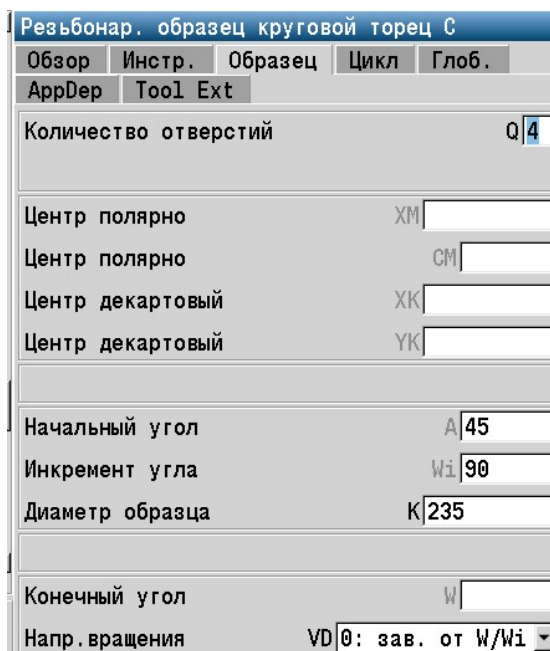 Резьбонар. образец круговой торец C
Обзор Инстр. Образец Цикл Глоб.
AppDep Tool Ext
Количество отверстий Q 4
Центр полярно XM
Центр полярно CM
Центр декартовый XK
Центр декартовый YK
Начальный угол A 45
Инкремент угла Wi 90
Диаметр образца K 235
Конечный угол W
Напр.вращения VD 0: зав. от W/Wi